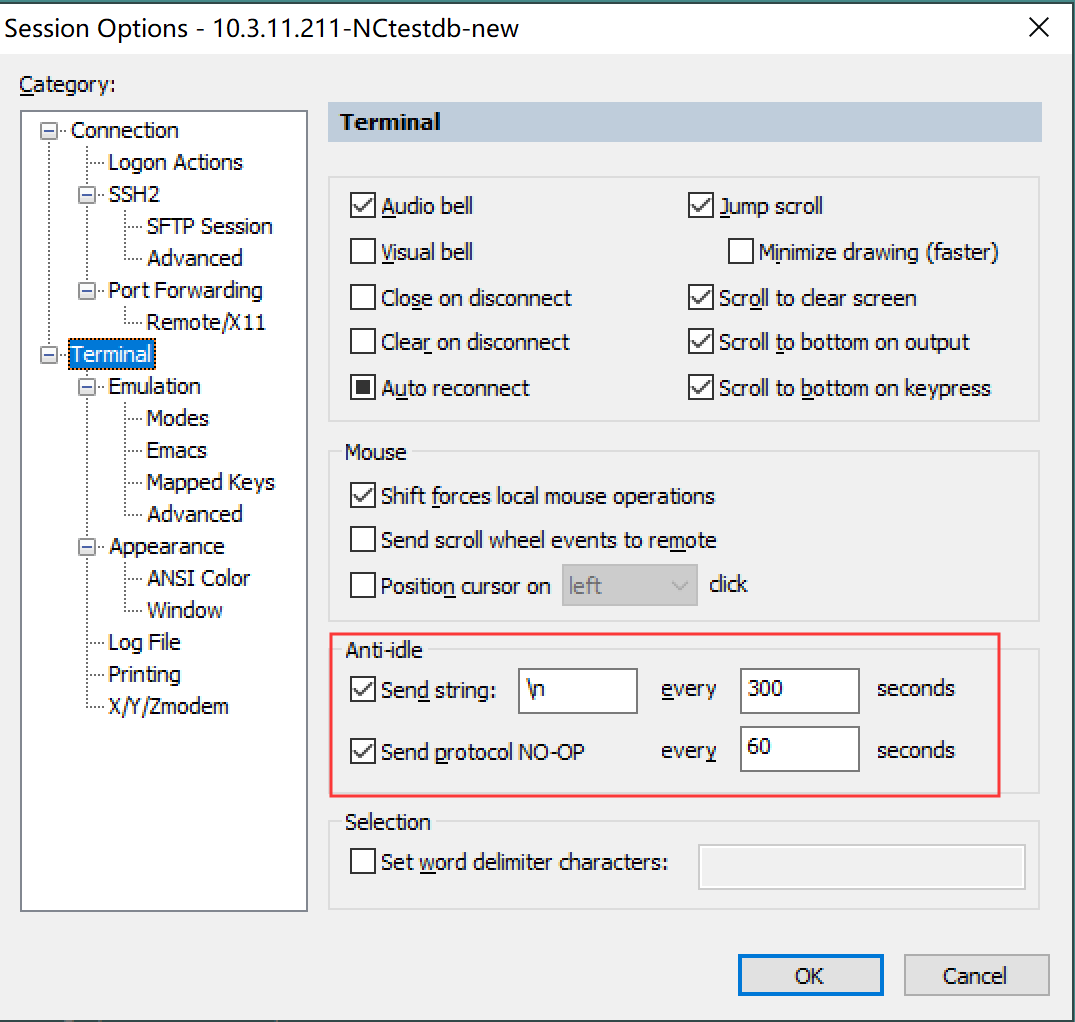 Session Options - 10.3.11.211-NCtestdb-new
Category:
Connection
Logon Actions
SSH2
SFTP Session
Advanced
Port Forwarding
Remote/X11
Terminal
Emulation
Modes
Emacs
Mapped Keys
Advanced
Appearance
ANSI Color
Window
Log File
Printing
X/Y/Zmodem
Terminal
Audio bell
Jump scroll
Visual bell
Minimize drawing (faster)
Close on disconnect
Scroll to clear screen
Clear on disconnect
Scroll to bottom on output
Auto reconnect
Scroll to bottom on keypress
Mouse
Shift forces local mouse operations
Send scroll wheel events to remote
Position cursor on left click
Anti-idle
Send string: \n every 300 seconds
Send protocol NO-OP every 60 seconds
Selection
Set word delimiter characters:
OK
Cancel